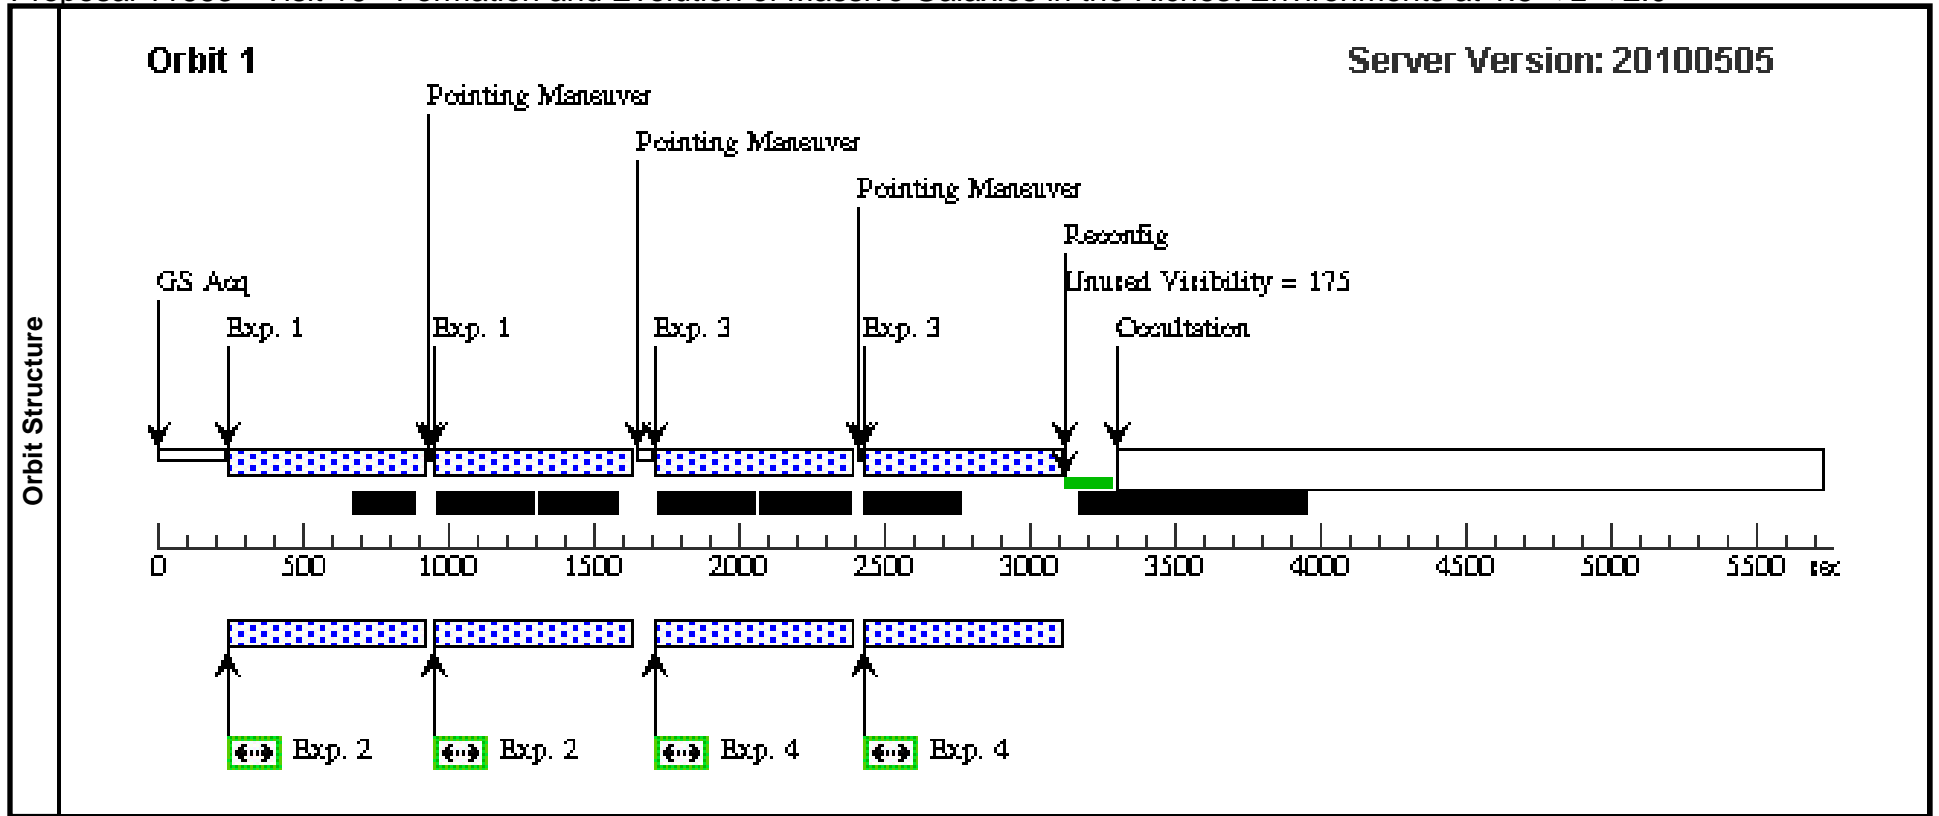 Orbit 1
Server Version: 20100505
Pointing Maneuver
Pointing Maneuver
Pointing Maneuver
Reconfig
GS Acq
Unused Visibility = 175
Exp. 1
Exp. 1
Exp. 3
Exp. 3
Occultation
Orbit Structure
0 500 1000 1500 2000 2500 3000 3500 4000 4500 5000 5500 sec
Exp. 2
Exp. 2
Exp. 4
Exp. 4